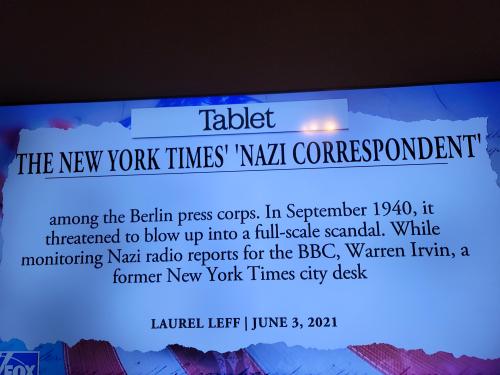 Tablet
THE NEW YORK TIMES' 'NAZI CORRESPONDENT'
among the Berlin press corps. In September 1940, it
threatened to blow up into a full-scale scandal. While
monitoring Nazi radio reports for the BBC, Warren Irvin, a
former New York Times city desk
LAUREL LEFF | JUNE 3, 2021
FOX